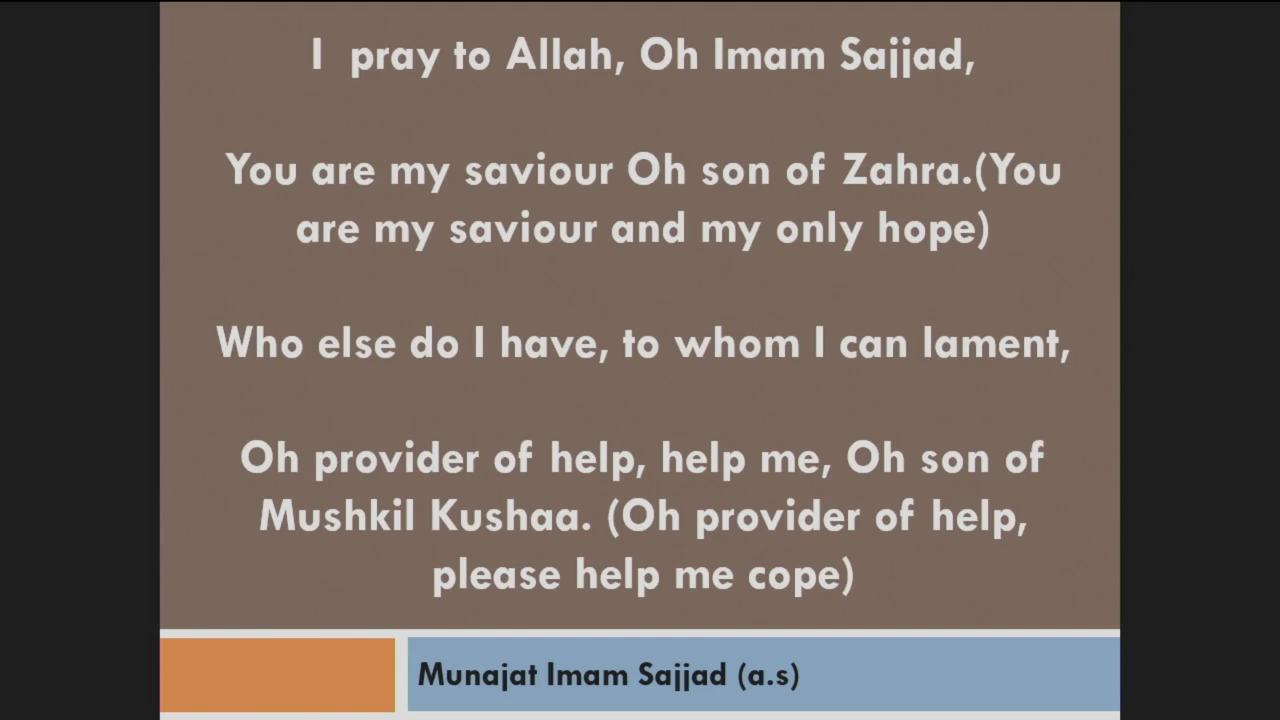 I pray to Allah, Oh Imam Sajjad,
You are my saviour Oh son of Zahra.(You
are my saviour and my only hope)
Who else do I have, to whom I can lament,
Oh provider of help, help me, Oh son of
Mushkil Kushaa. (Oh provider of help,
please help me cope)
Munajat Imam Sajjad (a.s)